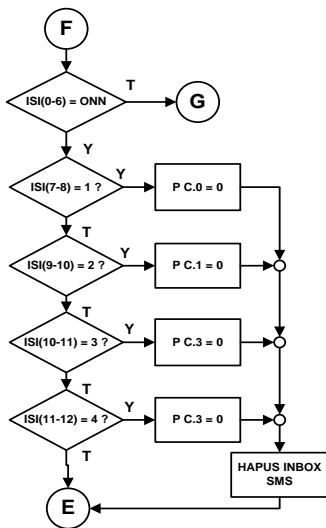 F
ISI(0-6) = ONN
T
G
Y
ISI(7-8) = 1 ?
Y
P C.0 = 0
T
ISI(9-10) = 2 ?
Y
P C.1 = 0
T
ISI(10-11) = 3 ?
Y
P C.3 = 0
T
ISI(11-12) = 4 ?
Y
P C.3 = 0
T
HAPUS INBOX
SMS
E